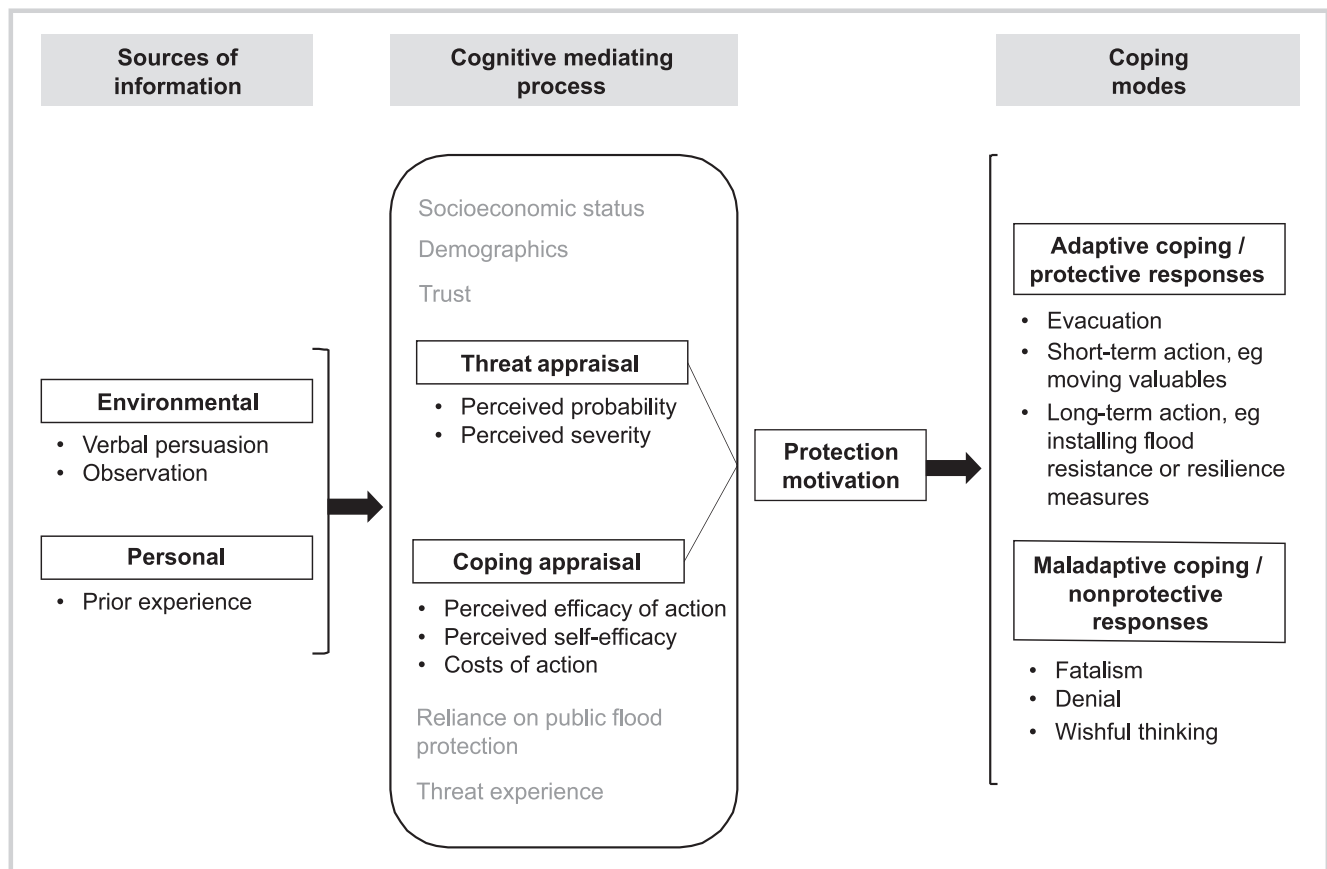 Sources of
information
Cognitive mediating
process
Coping
modes
Environmental
• Verbal persuasion
• Observation
Personal
• Prior experience
Socioeconomic status
Demographics
Trust
Threat appraisal
• Perceived probability
• Perceived severity
Coping appraisal
• Perceived efficacy of action
• Perceived self-efficacy
• Costs of action
Reliance on public flood
protection
Threat experience
Protection
motivation
Adaptive coping /
protective responses
• Evacuation
• Short-term action, eg
moving valuables
• Long-term action, eg
installing flood
resistance or resilience
measures
Maladaptive coping /
nonprotective
responses
• Fatalism
• Denial
• Wishful thinking